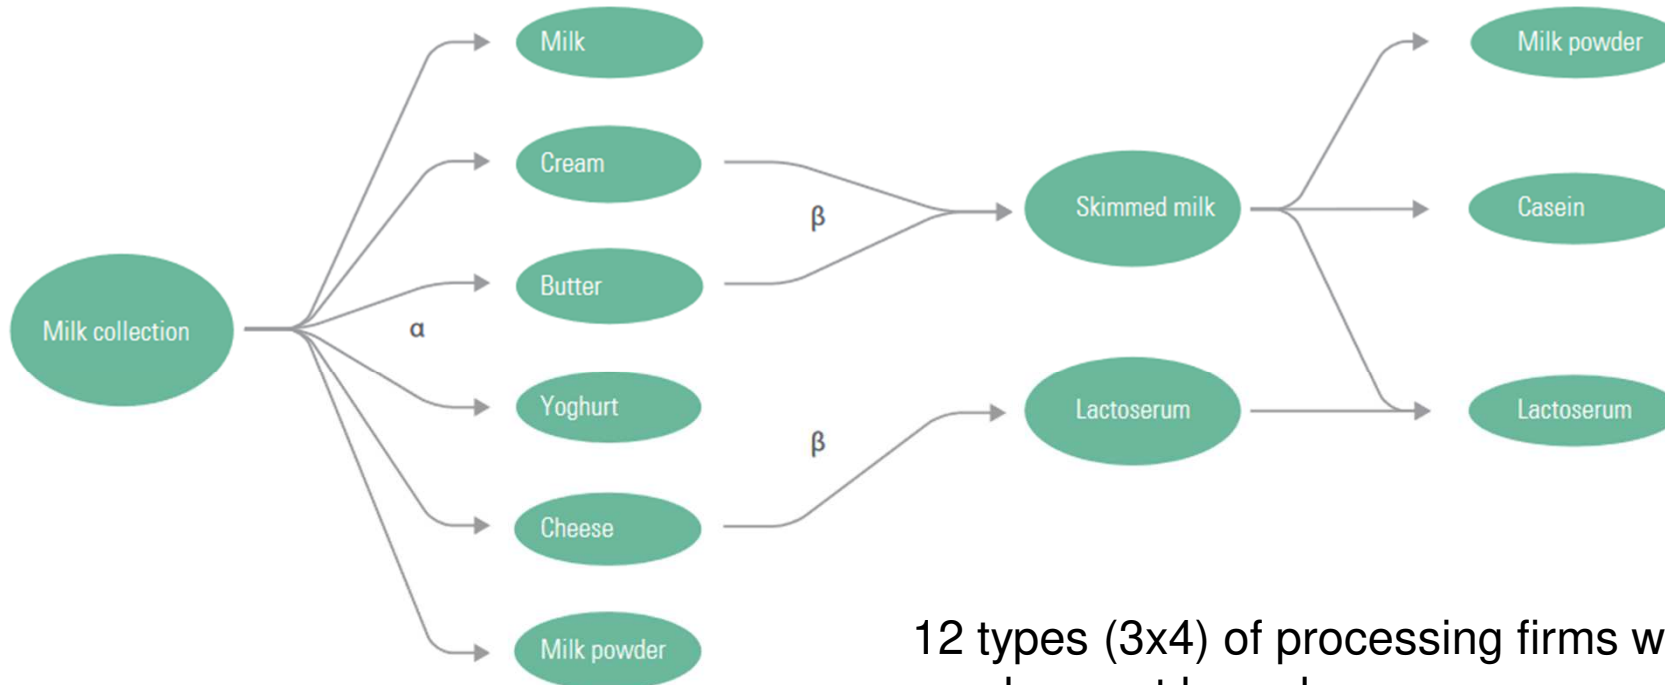 Milk
Milk powder
Cream
Skimmed milk
Casein
β
Butter
Milk collection
α
Yoghurt
Lactoserum
Lactoserum
β
Cheese
12 types (3x4) of processing firms w
Milk powder